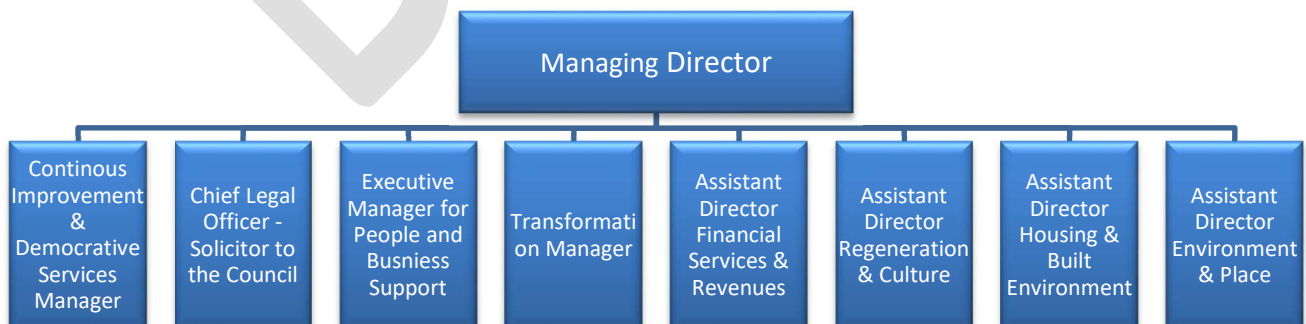 Managing Director
Continous
Improvement
&
Democrative
Services
Manager
Chief Legal
Officer -
Solicitor to
the Council
Executive
Manager for
People and
Busniess
Support
Transformati
on Manager
Assistant
Director
Financial
Services &
Revenues
Assistant
Director
Regeneration
& Culture
Assistant
Director
Housing &
Built
Environment
Assistant
Director
Environment
& Place